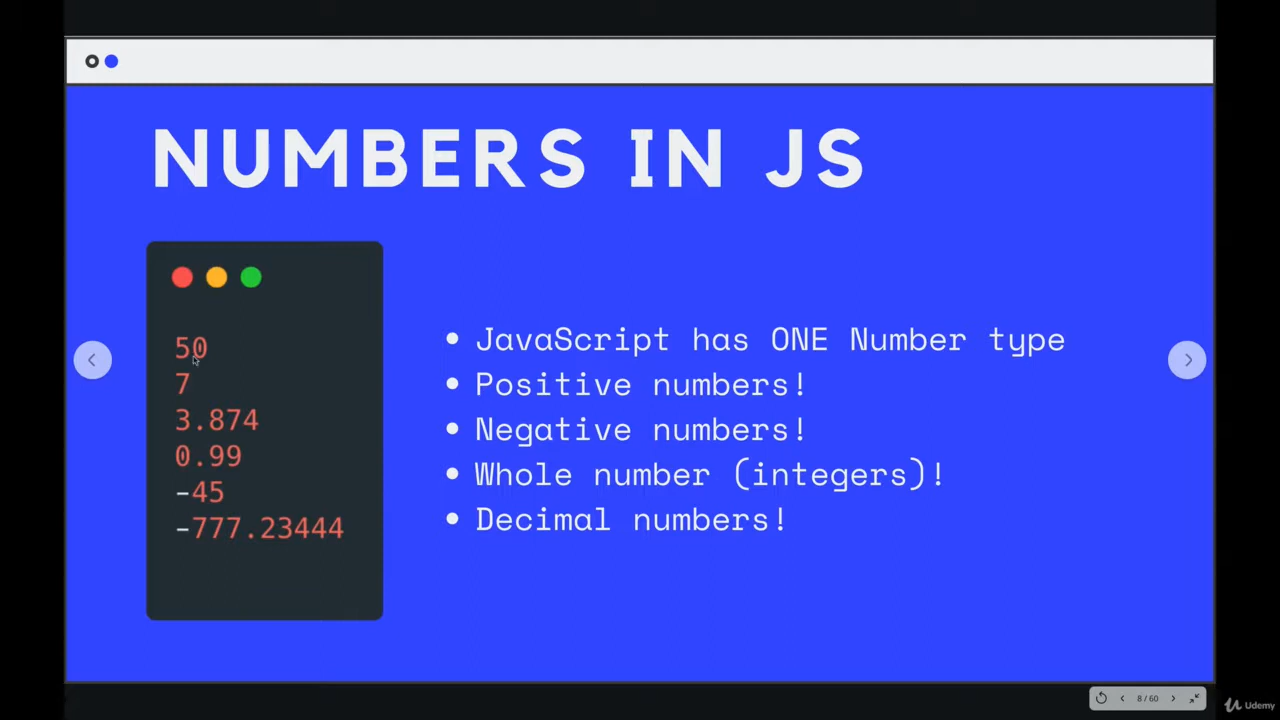 NUMBERS IN JS
50
7
3.874
0.99
-45
-777.23444
JavaScript has ONE Number type
Positive numbers!
Negative numbers!
Whole number (integers)!
Decimal numbers!
8 / 60
Udemy